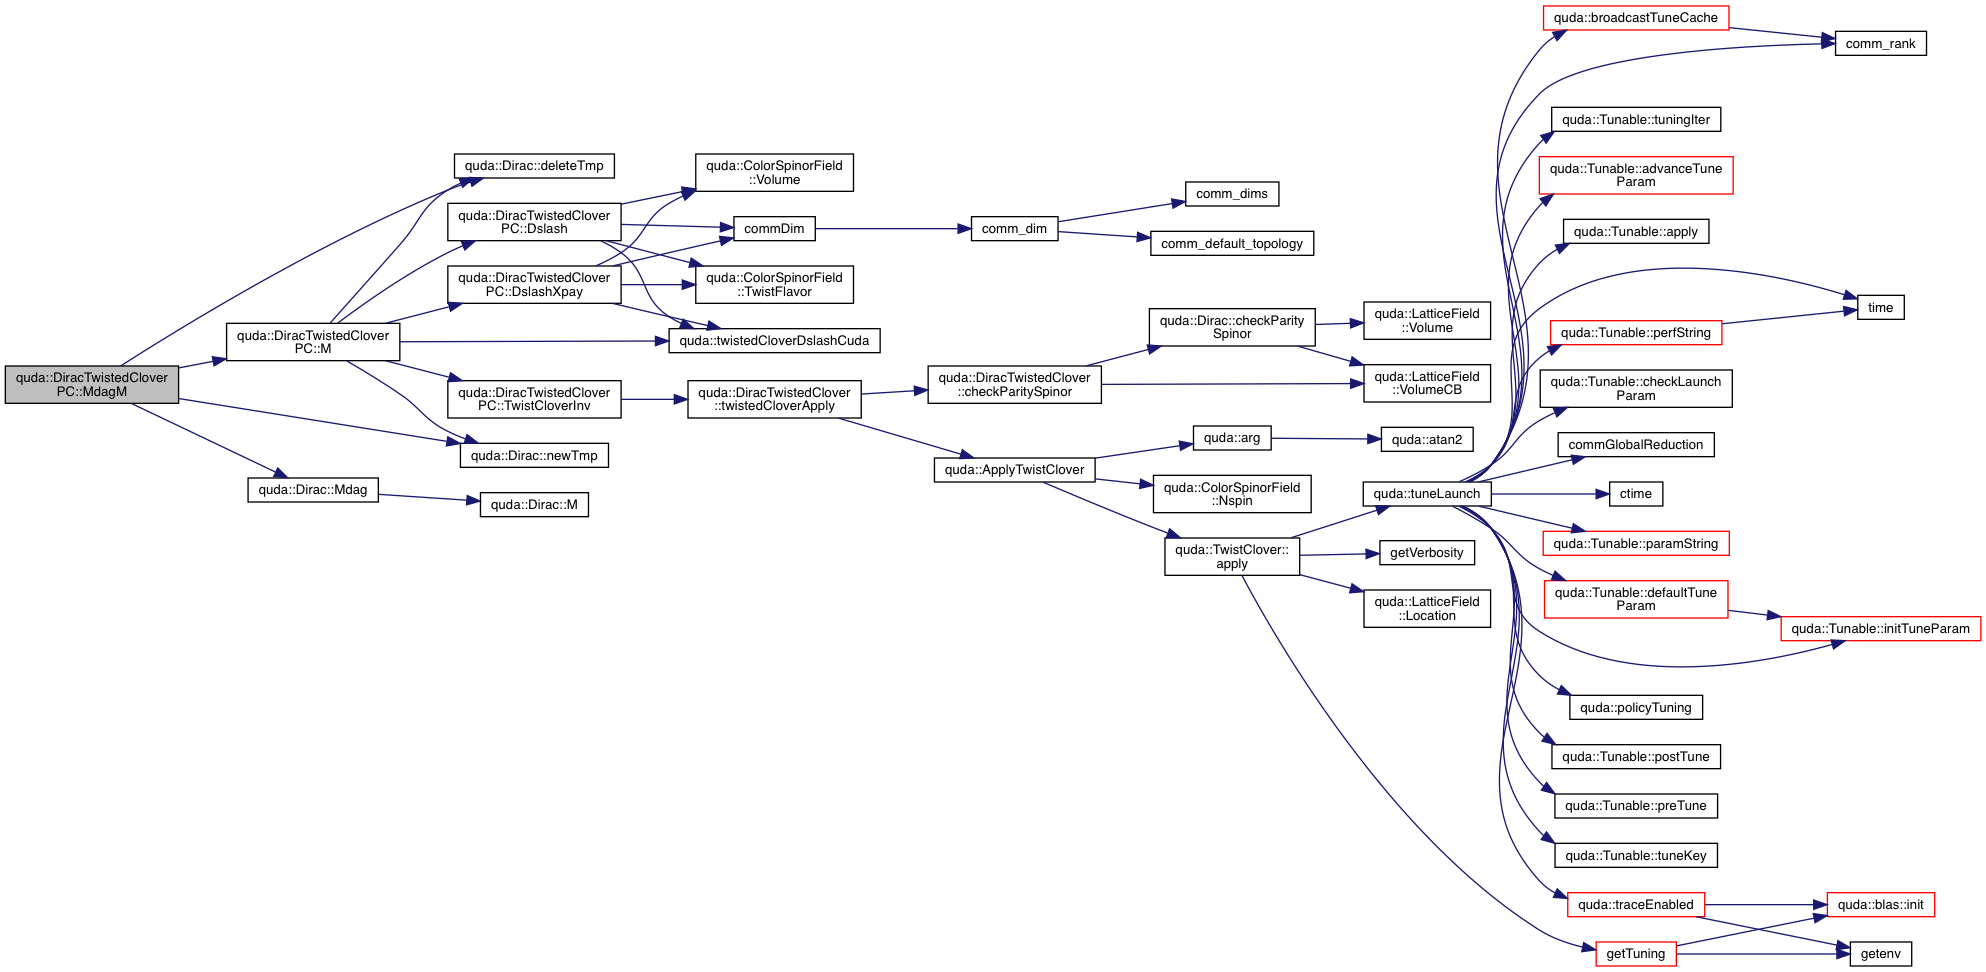 quda::DiracTwistedClover
PC::MdagM
quda::DiracTwistedClover
PC::M
quda::Dirac::Mdag
quda::Dirac::deleteTmp
quda::DiracTwistedClover
PC::Dslash
quda::DiracTwistedClover
PC::DslashXpay
quda::DiracTwistedClover
PC::TwistCloverInv
quda::Dirac::newTmp
quda::Dirac::M
quda::ColorSpinorField
::Volume
commDim
quda::ColorSpinorField
::TwistFlavor
quda::twistedCloverDslashCuda
quda::DiracTwistedClover
::twistedCloverApply
comm_dim
quda::DiracTwistedClover
::checkParitySpinor
quda::ApplyTwistClover
comm_dims
comm_default_topology
quda::Dirac::checkParity
Spinor
quda::arg
quda::ColorSpinorField
::Nspin
quda::TwistClover::
apply
quda::LatticeField
::Volume
quda::LatticeField
::VolumeCB
quda::atan2
quda::tuneLaunch
getVerbosity
quda::LatticeField
::Location
quda::broadcastTuneCache
quda::Tunable::tuningIter
quda::Tunable::advanceTune
Param
quda::Tunable::apply
quda::Tunable::perfString
quda::Tunable::checkLaunch
Param
commGlobalReduction
ctime
quda::Tunable::paramString
quda::Tunable::defaultTune
Param
quda::policyTuning
quda::Tunable::postTune
quda::Tunable::preTune
quda::Tunable::tuneKey
quda::traceEnabled
getTuning
comm_rank
time
quda::Tunable::initTuneParam
quda::blas::init
getenv